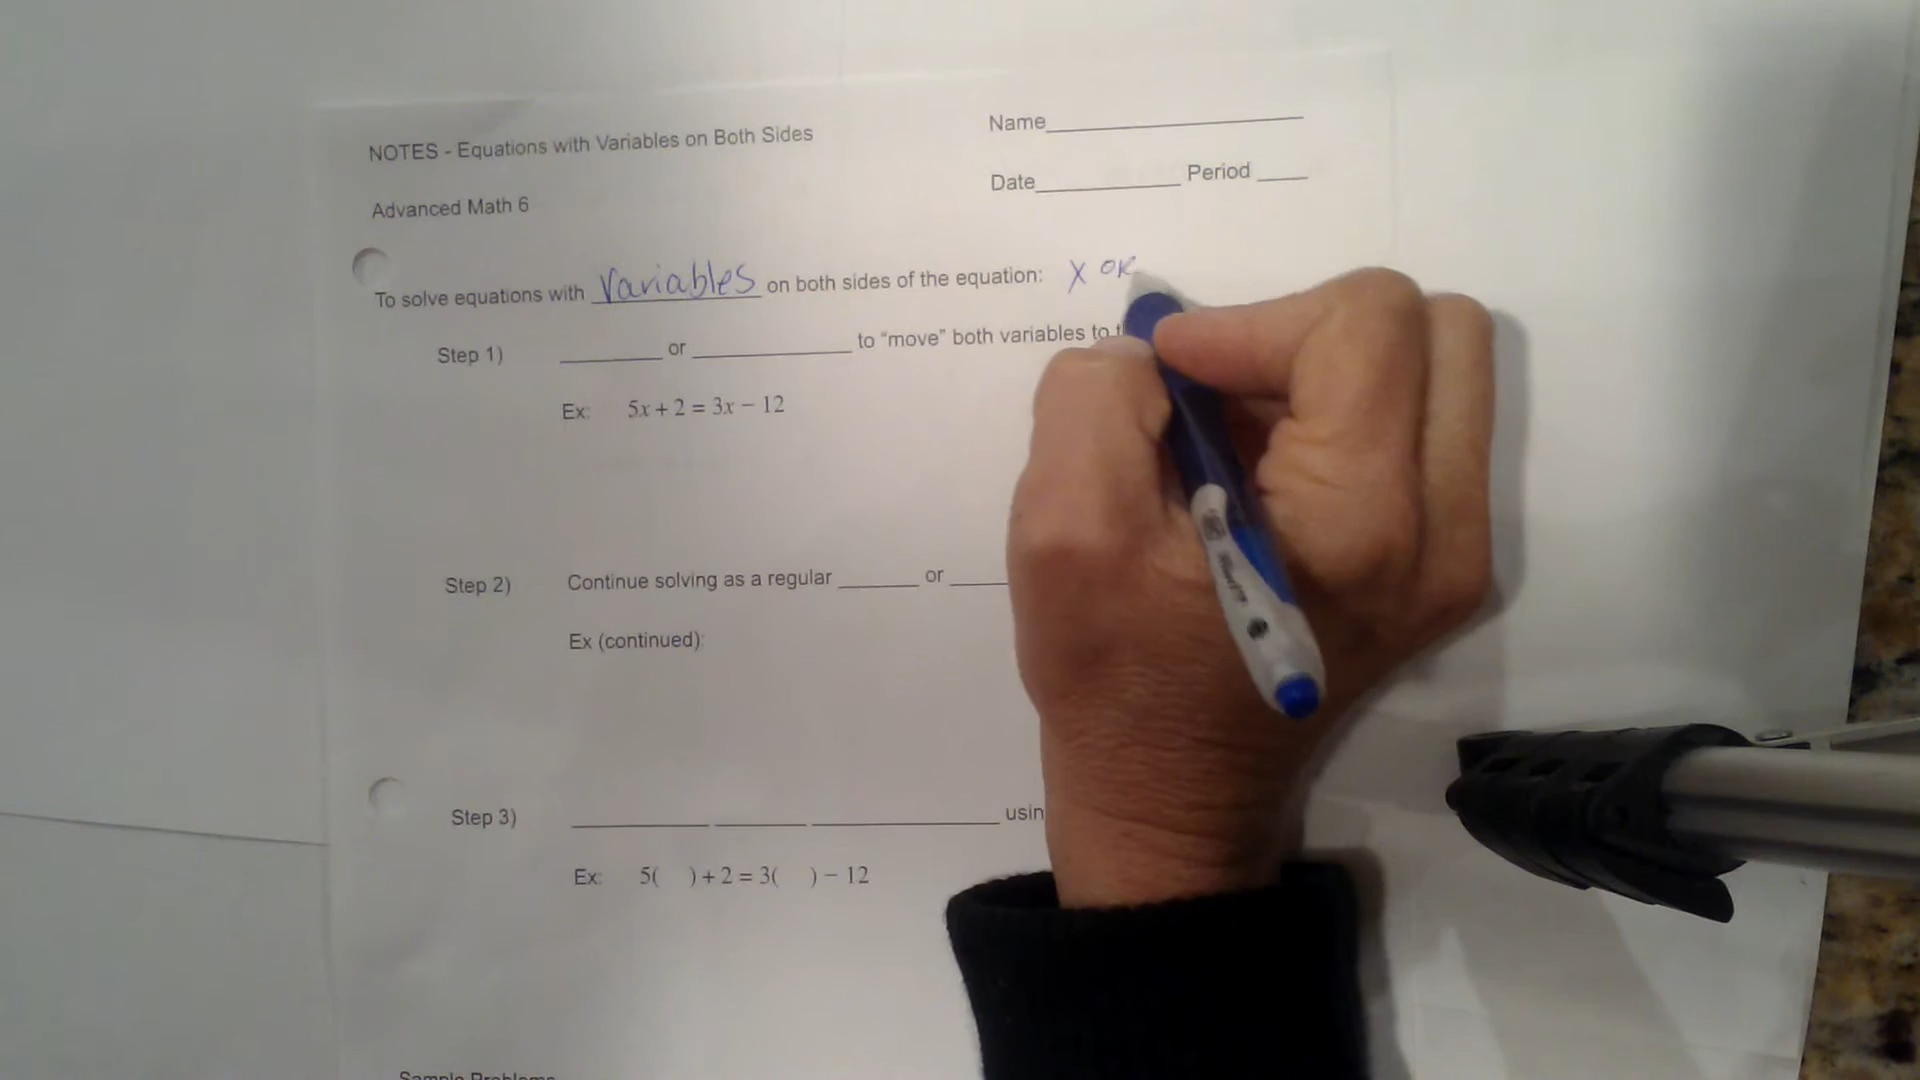 NOTES - Equations with Variables on Both Sides
Name
Date Period
Advanced Math 6
To solve equations with Variables on both sides of the equation: X OR
Step 1) or to "move" both variables to
Ex: 5x + 2 = 3x − 12
Step 2) Continue solving as a regular or
Ex (continued):
Step 3)
Ex: 5( ) + 2 = 3( ) − 12
Sample Problems